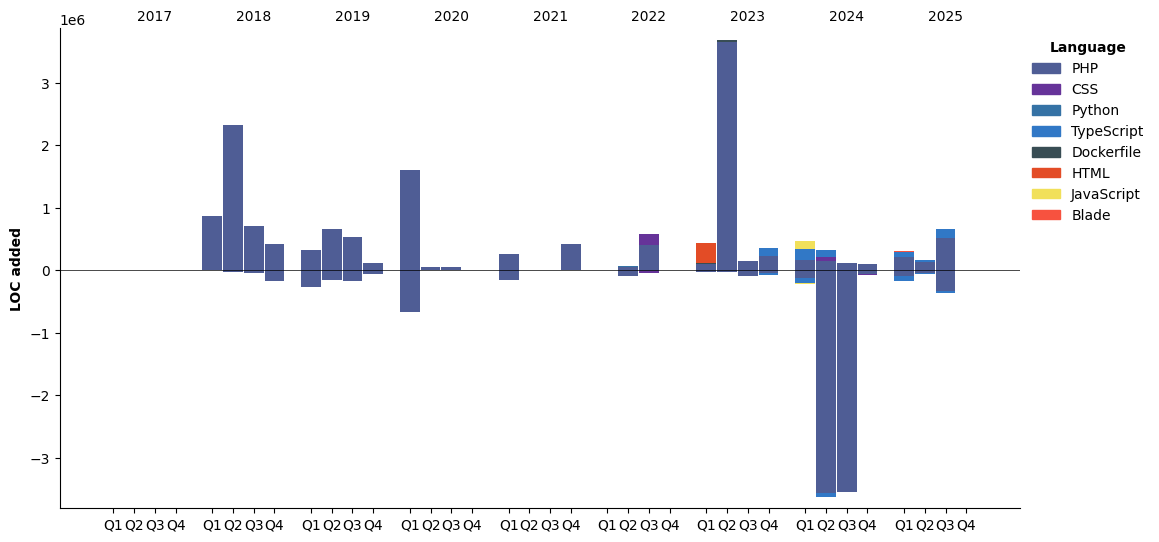 1e6
2017 2018 2019 2020 2021 2022 2023 2024 2025
Language
PHP
CSS
Python
TypeScript
Dockerfile
HTML
JavaScript
Blade
LOC added
3
2
1
0
−1
−2
−3
Q1 Q2 Q3 Q4 Q1 Q2 Q3 Q4 Q1 Q2 Q3 Q4 Q1 Q2 Q3 Q4 Q1 Q2 Q3 Q4 Q1 Q2 Q3 Q4 Q1 Q2 Q3 Q4 Q1 Q2 Q3 Q4 Q1 Q2 Q3 Q4